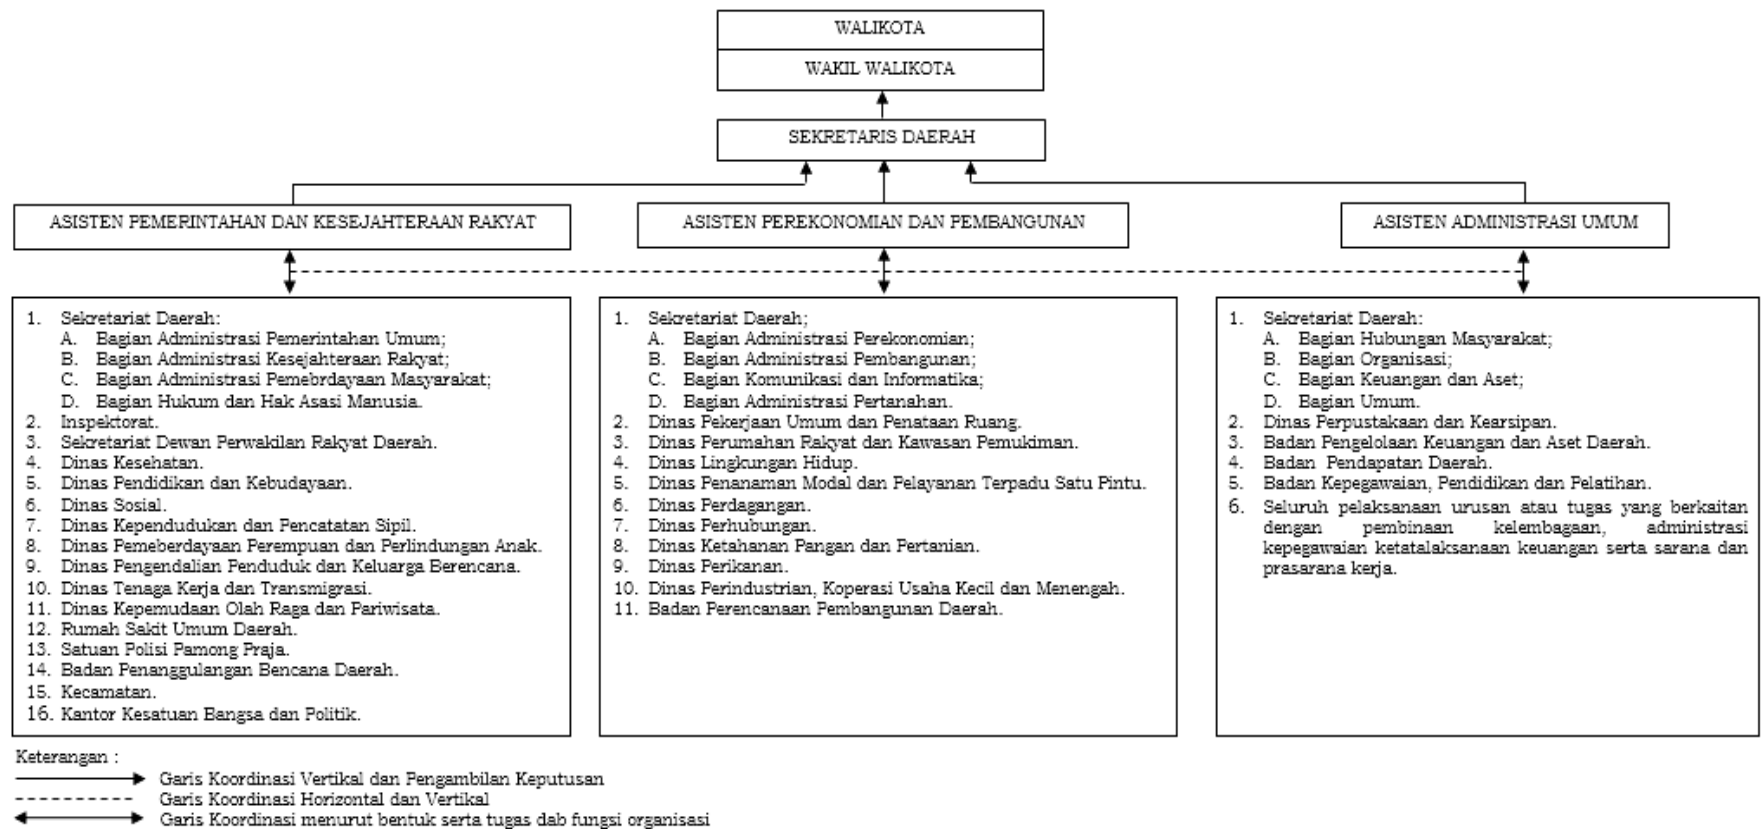 WALIKOTA
WAKIL WALIKOTA
SEKRETARIS DAERAH
ASISTEN PEMERINTAHAN DAN KESEJAHTERAAN RAKYAT
ASISTEN PEREKONOMIAN DAN PEMBANGUNAN
ASISTEN ADMINISTRASI UMUM
1. Sekretariat Daerah:
A. Bagian Administrasi Pemerintahan Umum;
B. Bagian Administrasi Kesejahteraan Rakyat;
C. Bagian Administrasi Pemebrdayaan Masyarakat;
D. Bagian Hukum dan Hak Asasi Manusia.
2. Inspektorat.
3. Sekretariat Dewan Perwakilan Rakyat Daerah.
4. Dinas Kesehatan.
5. Dinas Pendidikan dan Kebudayaan.
6. Dinas Sosial.
7. Dinas Kependudukan dan Pencatatan Sipil.
8. Dinas Pemeberdayaan Perempuan dan Perlindungan Anak.
9. Dinas Pengendalian Penduduk dan Keluarga Berencana.
10. Dinas Tenaga Kerja dan Transmigrasi.
11. Dinas Kepemudaan Olah Raga dan Pariwisata.
12. Rumah Sakit Umum Daerah.
13. Satuan Polisi Pamong Praja.
14. Badan Penanggulangan Bencana Daerah.
15. Kecamatan.
16. Kantor Kesatuan Bangsa dan Politik.
1. Sekretariat Daerah;
A. Bagian Administrasi Perekonomian;
B. Bagian Administrasi Pembangunan;
C. Bagian Komunikasi dan Informatika;
D. Bagian Administrasi Pertanahan.
2. Dinas Pekerjaan Umum dan Penataan Ruang.
3. Dinas Perumahan Rakyat dan Kawasan Pemukiman.
4. Dinas Lingkungan Hidup.
5. Dinas Penanaman Modal dan Pelayanan Terpadu Satu Pintu.
6. Dinas Perdagangan.
7. Dinas Perhubungan.
8. Dinas Ketahanan Pangan dan Pertanian.
9. Dinas Perikanan.
10. Dinas Perindustrian, Koperasi Usaha Kecil dan Menengah.
11. Badan Perencanaan Pembangunan Daerah.
1. Sekretariat Daerah:
A. Bagian Hubungan Masyarakat;
B. Bagian Organisasi;
C. Bagian Keuangan dan Aset;
D. Bagian Umum.
2. Dinas Perpustakaan dan Kearsipan.
3. Badan Pengelolaan Keuangan dan Aset Daerah.
4. Badan Pendapatan Daerah.
5. Badan Kepegawaian, Pendidikan dan Pelatihan.
6. Seluruh pelaksanaan urusan atau tugas yang berkaitan
dengan pembinaan kelembagaan, administrasi
kepegawaian ketatalaksanaan keuangan serta sarana dan
prasarana kerja.
Keterangan :
Garis Koordinasi Vertikal dan Pengambilan Keputusan
Garis Koordinasi Horizontal dan Vertikal
Garis Koordinasi menurut bentuk serta tugas dab fungsi organisasi